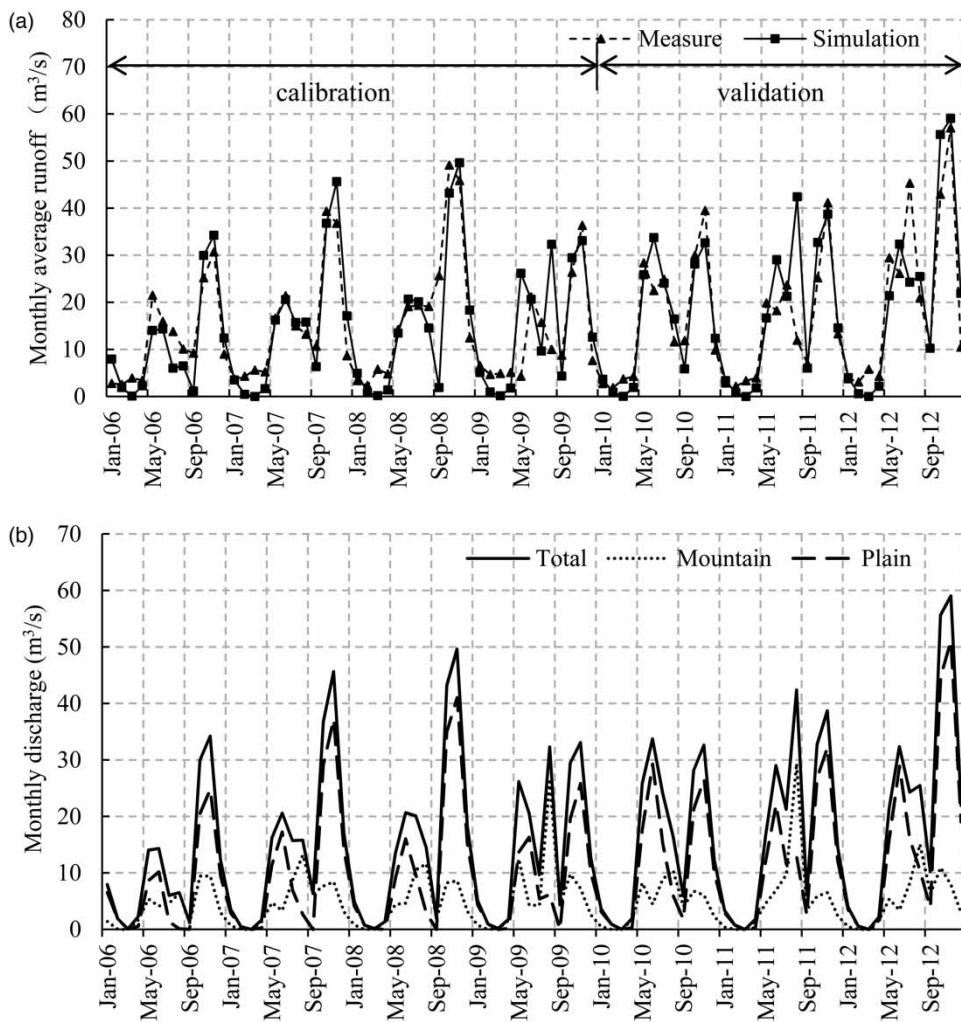 (a)
Monthly average runoff （m³/s)
80
70
60
50
40
30
20
10
0
Measure
Simulation
calibration
validation
Jan-06
May-06
Sep-06
Jan-07
May-07
Sep-07
Jan-08
May-08
Sep-08
Jan-09
May-09
Sep-09
Jan-10
May-10
Sep-10
Jan-11
May-11
Sep-11
Jan-12
May-12
Sep-12
(b)
Monthly discharge (m³/s)
70
60
50
40
30
20
10
0
Total
Mountain
Plain
Jan-06
May-06
Sep-06
Jan-07
May-07
Sep-07
Jan-08
May-08
Sep-08
Jan-09
May-09
Sep-09
Jan-10
May-10
Sep-10
Jan-11
May-11
Sep-11
Jan-12
May-12
Sep-12